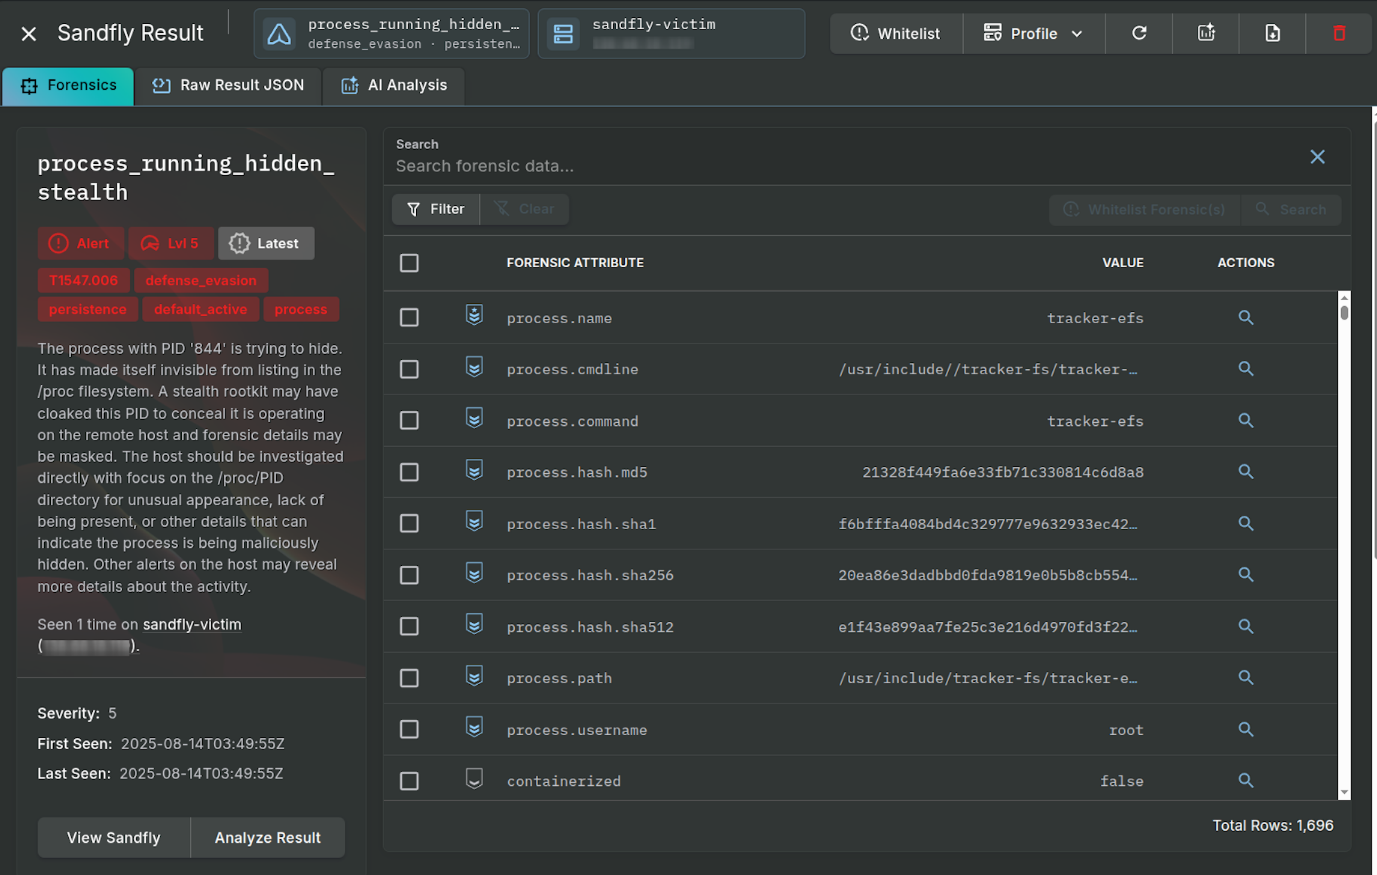 Sandfly Result
process_running_hidden_…
defense_evasion · persisten…
sandfly-victim
Whitelist
Profile
Forensics
Raw Result JSON
AI Analysis
process_running_hidden_
stealth
Alert
Lvl 5
Latest
T1547.006
defense_evasion
persistence
default_active
process
The process with PID '844' is trying to hide.
It has made itself invisible from listing in the
/proc filesystem. A stealth rootkit may have
cloaked this PID to conceal it is operating
on the remote host and forensic details may
be masked. The host should be investigated
directly with focus on the /proc/PID
directory for unusual appearance, lack of
being present, or other details that can
indicate the process is being maliciously
hidden. Other alerts on the host may reveal
more details about the activity.
Seen 1 time on sandfly-victim
( ).
Severity: 5
First Seen: 2025-08-14T03:49:55Z
Last Seen: 2025-08-14T03:49:55Z
View Sandfly
Analyze Result
Search
Search forensic data...
Filter
Clear
Whitelist Forensic(s)
Search
FORENSIC ATTRIBUTE VALUE ACTIONS
process.name tracker-efs
process.cmdline /usr/include//tracker-fs/tracker-…
process.command tracker-efs
process.hash.md5 21328f449fa6e33fb71c330814c6d8a8
process.hash.sha1 f6bfffa4084bd4c329777e9632933ec42…
process.hash.sha256 20ea86e3dadbbd0fda9819e0b5b8cb554…
process.hash.sha512 e1f43e899aa7fe25c3e216d4970fd3f22…
process.path /usr/include/tracker-fs/tracker-e…
process.username root
containerized false
Total Rows: 1,696